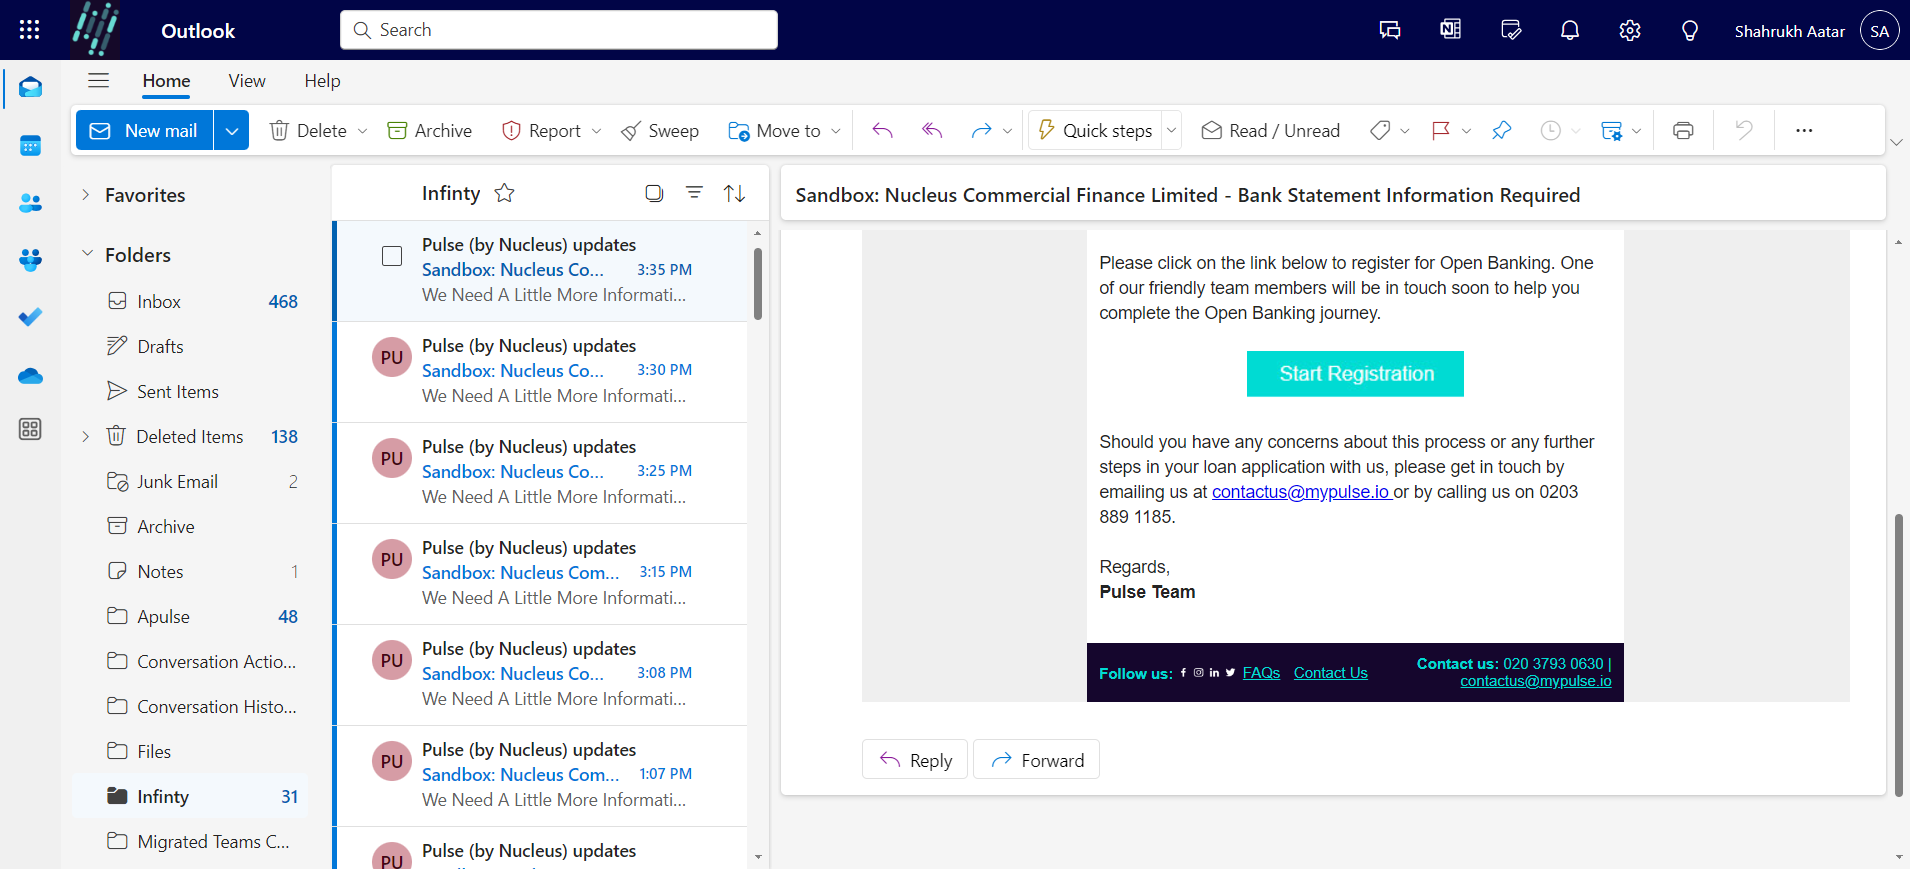 Outlook
Search
Shahrukh Aatar
SA
Home
View
Help
New mail
Delete
Archive
Report
Sweep
Move to
Quick steps
Read / Unread
Favorites
Folders
Inbox 468
Drafts
Sent Items
Deleted Items 138
Junk Email 2
Archive
Notes 1
Apulse 48
Conversation Actio...
Conversation Histo...
Files
Infinty 31
Migrated Teams C...
Infinty
Pulse (by Nucleus) updates
Sandbox: Nucleus Co... 3:35 PM
We Need A Little More Informati...
PU
Pulse (by Nucleus) updates
Sandbox: Nucleus Co... 3:30 PM
We Need A Little More Informati...
PU
Pulse (by Nucleus) updates
Sandbox: Nucleus Co... 3:25 PM
We Need A Little More Informati...
PU
Pulse (by Nucleus) updates
Sandbox: Nucleus Com... 3:15 PM
We Need A Little More Informati...
PU
Pulse (by Nucleus) updates
Sandbox: Nucleus Co... 3:08 PM
We Need A Little More Informati...
PU
Pulse (by Nucleus) updates
Sandbox: Nucleus Com... 1:07 PM
We Need A Little More Informati...
PU
Pulse (by Nucleus) updates
Sandbox: Nucleus Commercial Finance Limited - Bank Statement Information Required
Please click on the link below to register for Open Banking. One
of our friendly team members will be in touch soon to help you
complete the Open Banking journey.
Start Registration
Should you have any concerns about this process or any further
steps in your loan application with us, please get in touch by
emailing us at contactus@mypulse.io or by calling us on 0203
889 1185.
Regards,
Pulse Team
Follow us: FAQs Contact Us
Contact us: 020 3793 0630 |
contactus@mypulse.io
Reply
Forward